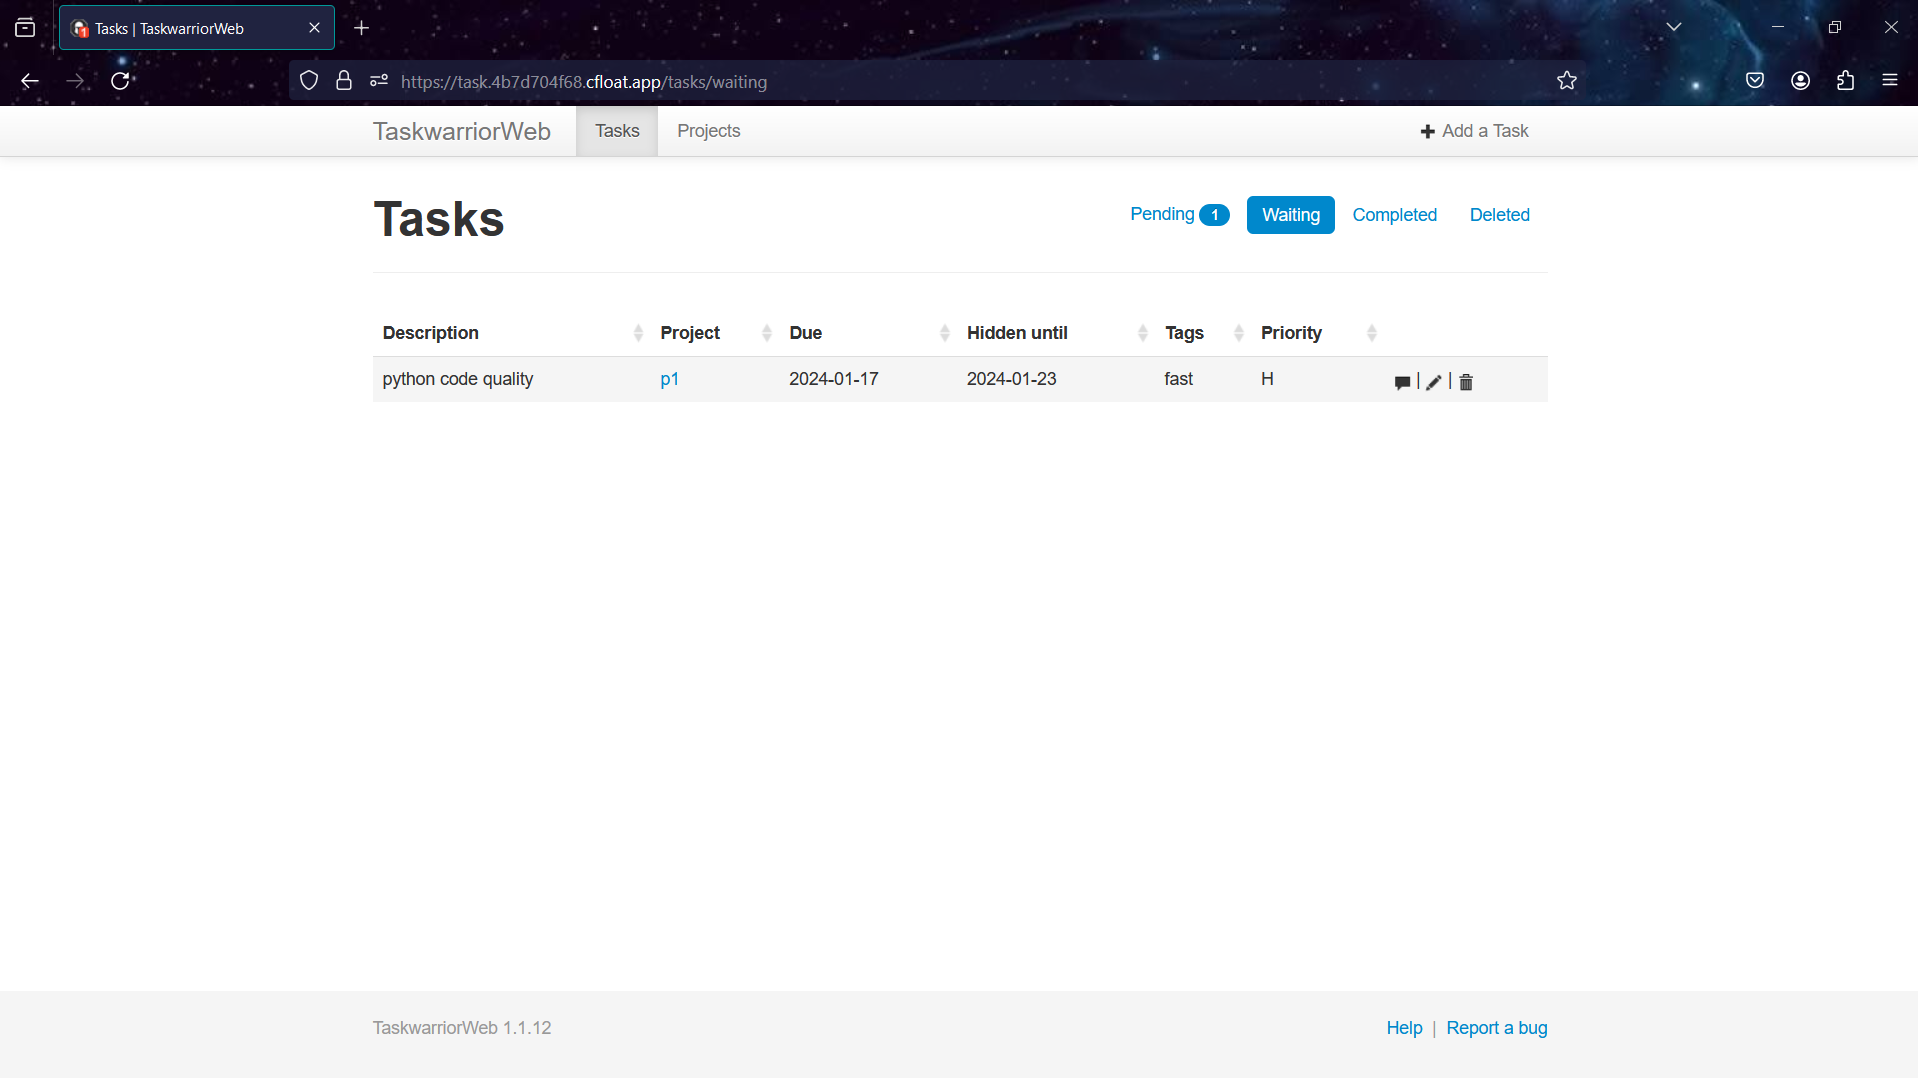 Tasks | TaskwarriorWeb
https://task.4b7d704f68.cfloat.app/tasks/waiting
TaskwarriorWeb Tasks Projects Add a Task
Tasks Pending 1 Waiting Completed Deleted
Description Project Due Hidden until Tags Priority
python code quality p1 2024-01-17 2024-01-23 fast H | |
TaskwarriorWeb 1.1.12 Help | Report a bug